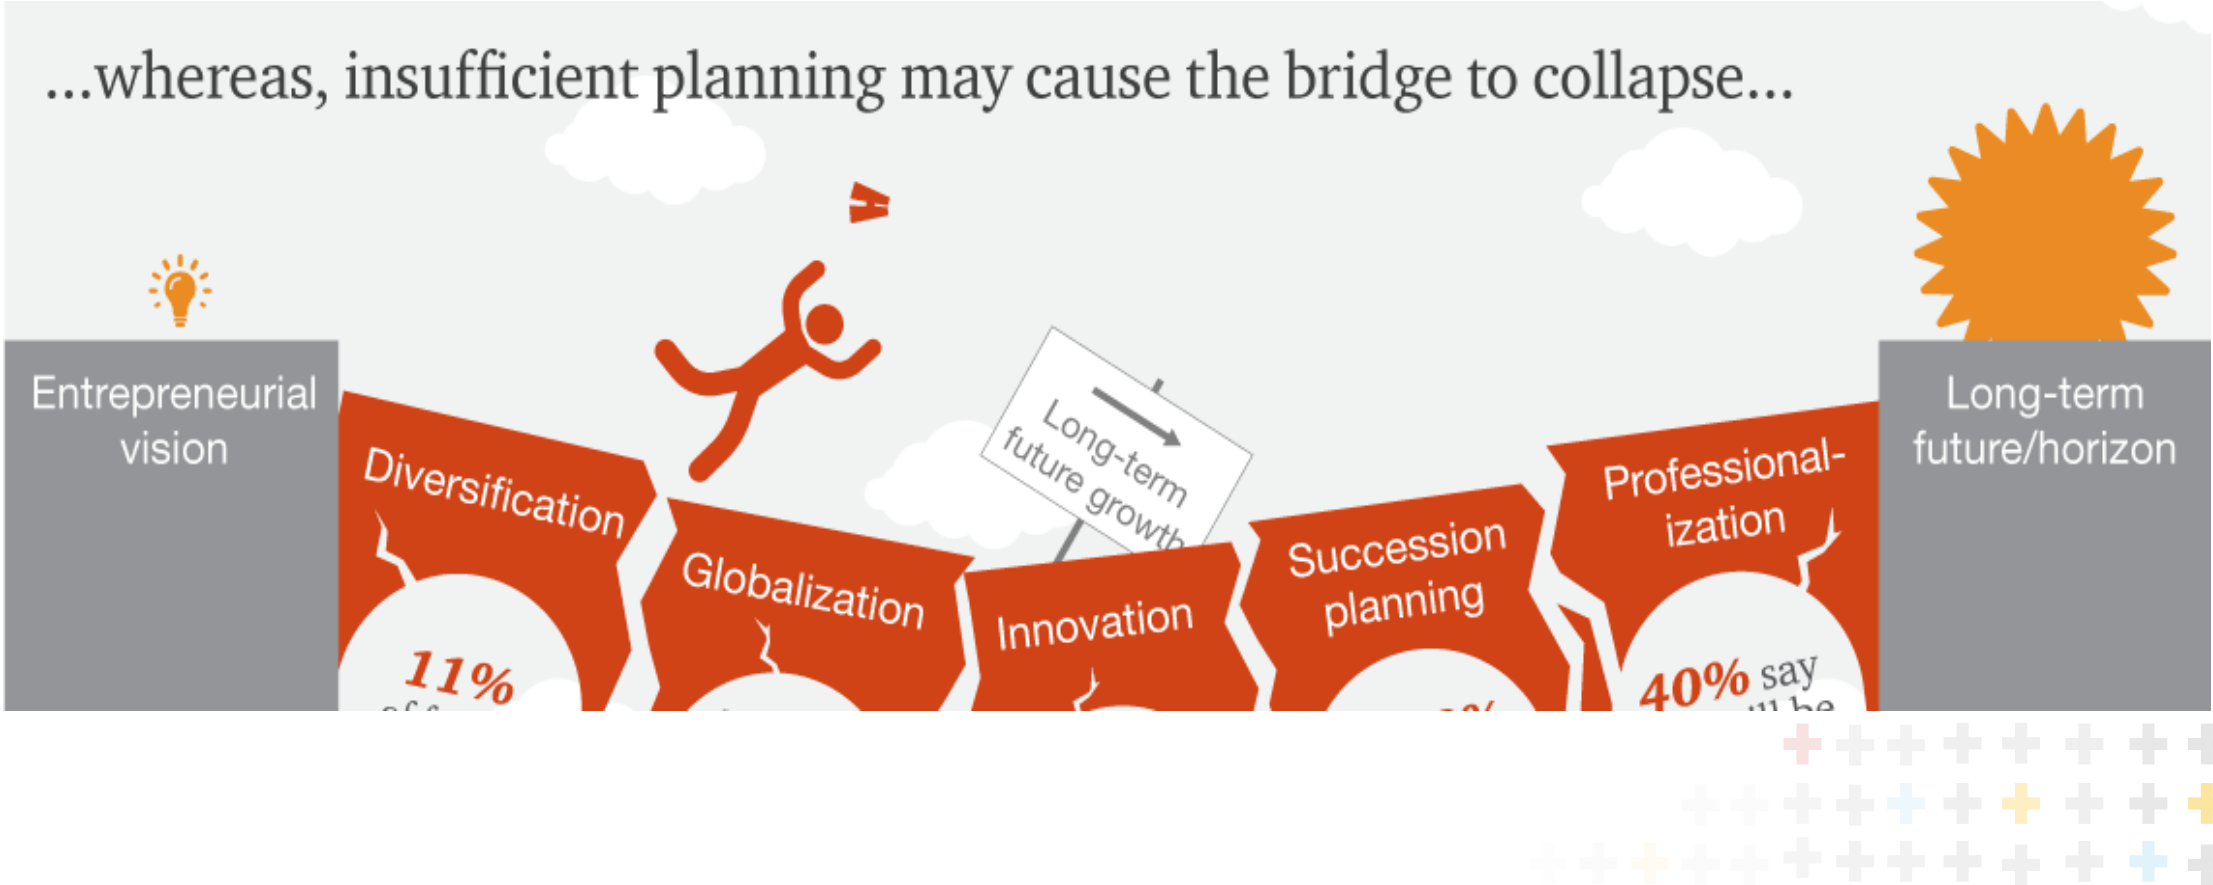 ...whereas, insufficient planning may cause the bridge to collapse...
Entrepreneurial
vision
Long-term
future/horizon
Long-term
future growth
Diversification
Globalization
Innovation
Succession
planning
Professional-
ization
11%
40% say